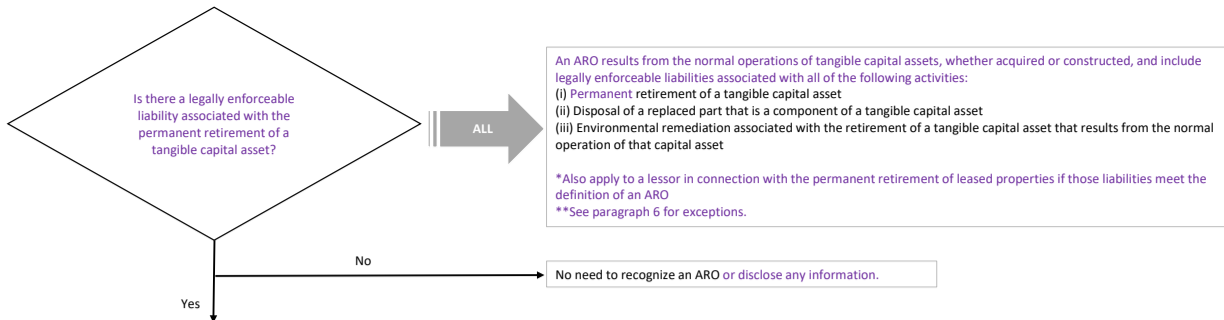 Is there a legally enforceable
liability associated with the
permanent retirement of a
tangible capital asset?
ALL
An ARO results from the normal operations of tangible capital assets, whether acquired or constructed, and include
legally enforceable liabilities associated with all of the following activities:
(i) Permanent retirement of a tangible capital asset
(ii) Disposal of a replaced part that is a component of a tangible capital asset
(iii) Environmental remediation associated with the retirement of a tangible capital asset that results from the normal
operation of that capital asset
*Also apply to a lessor in connection with the permanent retirement of leased properties if those liabilities meet the
definition of an ARO
**See paragraph 6 for exceptions.
No
No need to recognize an ARO or disclose any information.
Yes